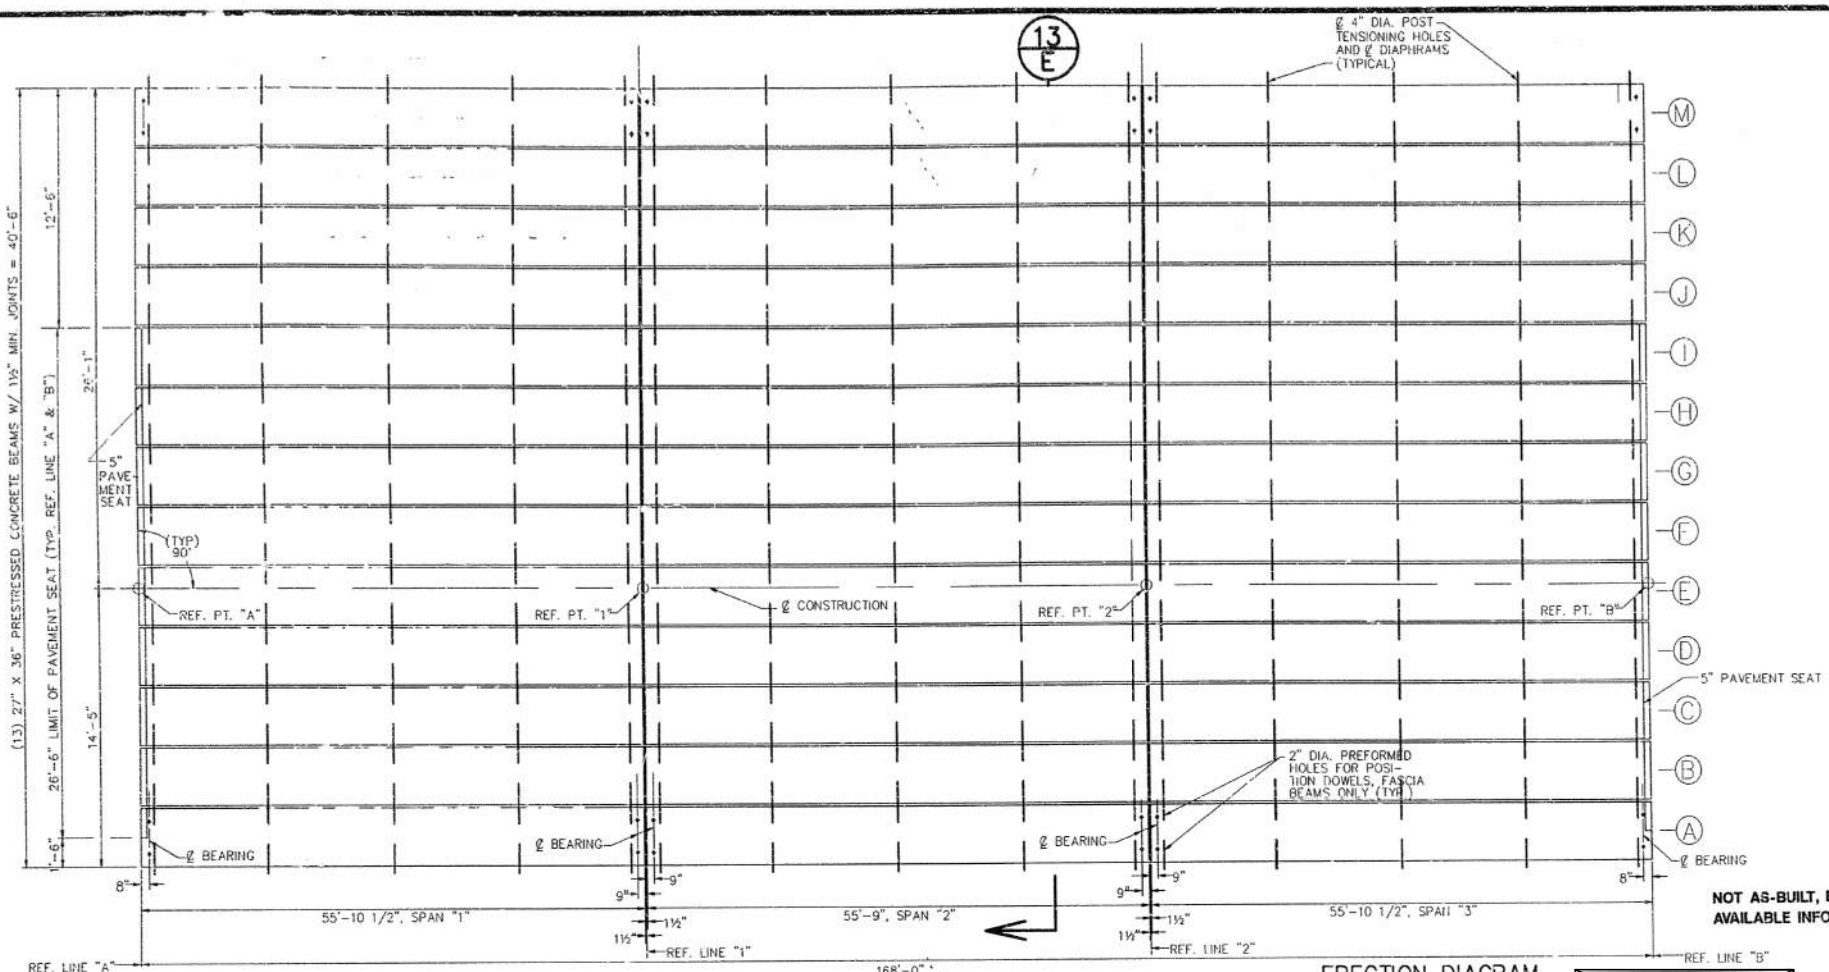 13
E
℄ 4" DIA. POST
TENSIONING HOLES
AND ℄ DIAPHRAMS
(TYPICAL)
M
L
K
J
I
H
G
F
E
D
C
B
A
(13) 27" X 36" PRESTRESSED CONCRETE BEAMS W/ 1½" MIN. JOINTS = 40'-6"
12'-6"
26'-6" LIMIT OF PAVEMENT SEAT (TYP. REF. LINE "A" & "B")
1'-6"
26'-1"
14'-5"
5"
PAVE-
MENT
SEAT
(TYP)
90°
REF. PT. "A"
REF. PT. "1"
℄ CONSTRUCTION
REF. PT. "2"
REF. PT. "B"
5" PAVEMENT SEAT
2" DIA. PREFORMED
HOLES FOR POSI-
TION DOWELS, FASCIA
BEAMS ONLY (TYP.)
℄ BEARING
℄ BEARING
℄ BEARING
℄ BEARING
8"
9"
9"
9"
9"
8"
55'-10 1/2", SPAN "1"
55'-9", SPAN "2"
55'-10 1/2", SPAN "3"
1½"
1½"
1½"
1½"
NOT AS-BUILT,
AVAILABLE
REF. LINE "A"
REF. LINE "1"
REF. LINE "2"
REF. LINE "B"
168'-0"
ERECTION DIAGRAM